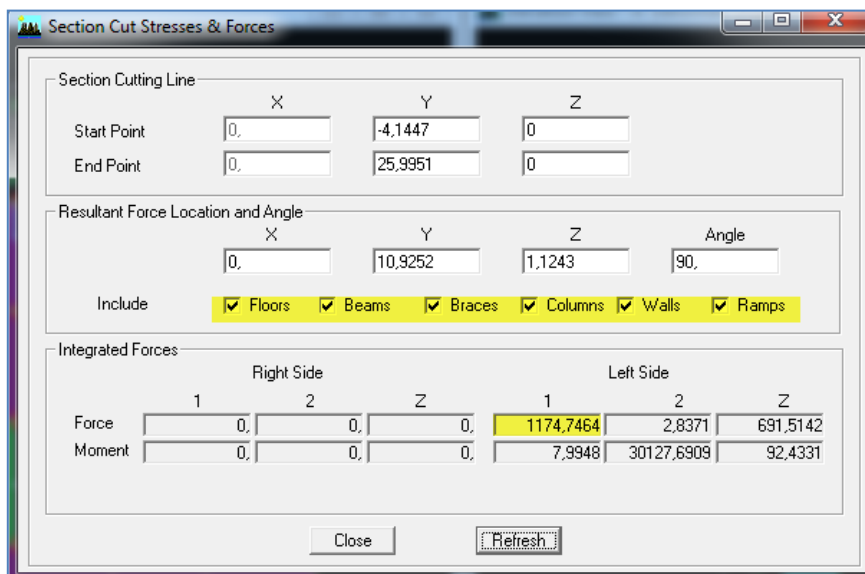 Section Cut Stresses & Forces
Section Cutting Line
X Y Z
Start Point 0, -4,1447 0
End Point 0, 25,9951 0
Resultant Force Location and Angle
X Y Z Angle
0, 10,9252 1,1243 90,
Include Floors Beams Braces Columns Walls Ramps
Integrated Forces
Right Side Left Side
1 2 Z 1 2 Z
Force 0, 0, 0, 1174,7464 2,8371 691,5142
Moment 0, 0, 0, 7,9948 30127,6909 92,4331
Close Refresh